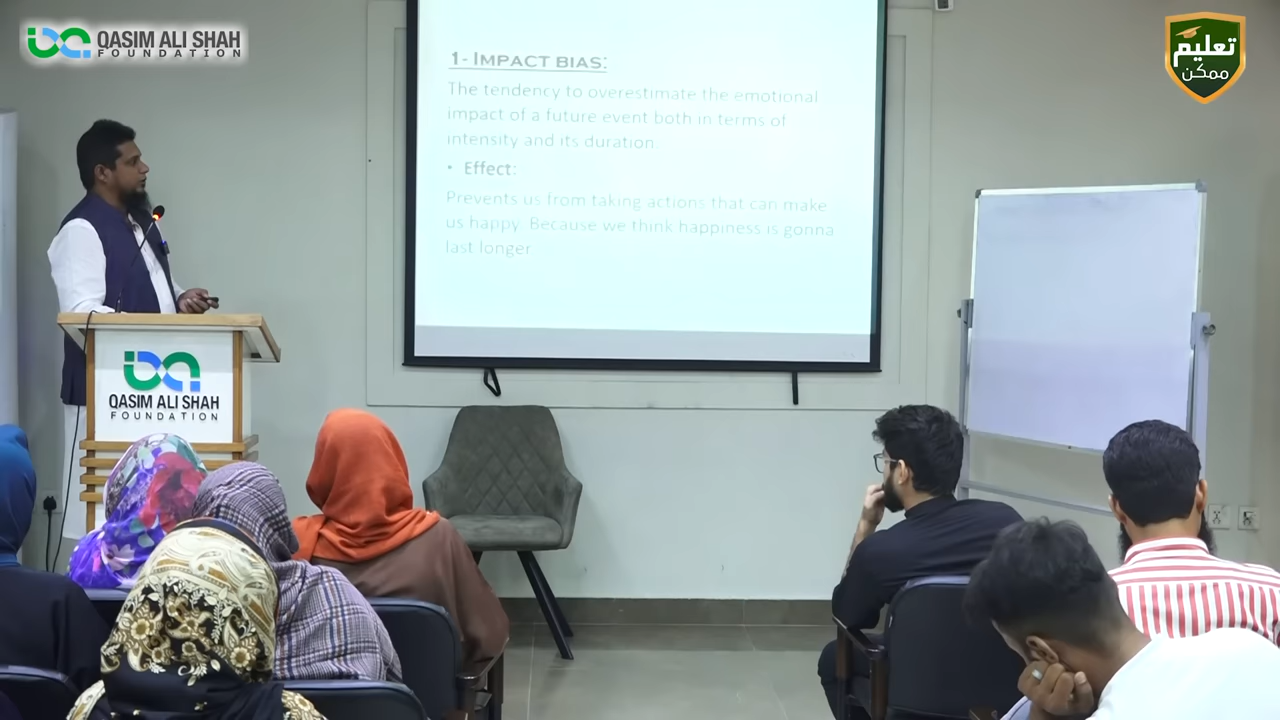 QASIM ALI SHAH
FOUNDATION
تعلیم
ممکن
1- IMPACT BIAS:
The tendency to overestimate the emotional
impact of a future event both in terms of
intensity and its duration.
• Effect:
Prevents us from taking actions that can make
us happy. Because we think happiness is gonna
last longer
QASIM ALI SHAH
FOUNDATION